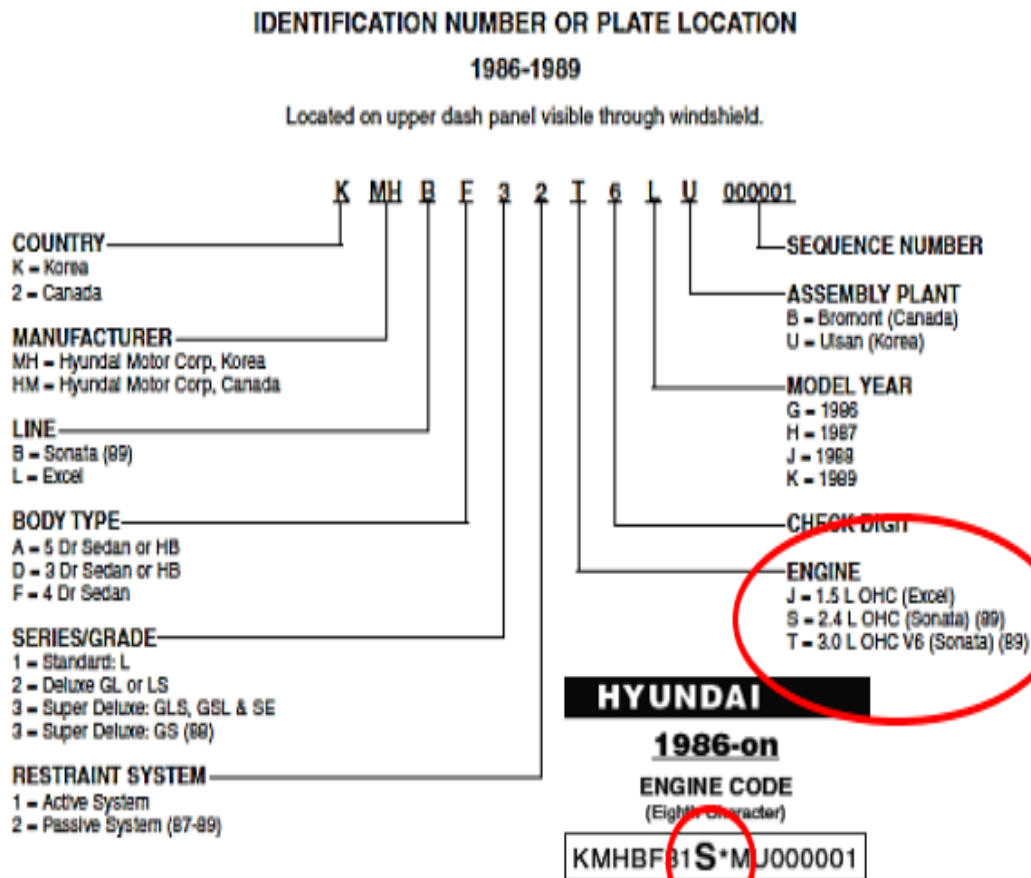 IDENTIFICATION NUMBER OR PLATE LOCATION
1986-1989
Located on upper dash panel visible through windshield.
K MH B F 3 2 T 6 L U 000001
COUNTRY
K = Korea
2 = Canada
MANUFACTURER
MH = Hyundai Motor Corp, Korea
HM = Hyundai Motor Corp, Canada
LINE
B = Sonata (89)
L = Excel
BODY TYPE
A = 5 Dr Sedan or HB
D = 3 Dr Sedan or HB
F = 4 Dr Sedan
SERIES/GRADE
1 = Standard: L
2 = Deluxe GL or LS
3 = Super Deluxe: GLS, GSL & SE
3 = Super Deluxe: GS (88)
RESTRAINT SYSTEM
1 = Active System
2 = Passive System (87-89)
SEQUENCE NUMBER
ASSEMBLY PLANT
B = Bromont (Canada)
U = Ulsan (Korea)
MODEL YEAR
G = 1986
H = 1987
J = 1988
K = 1989
CHECK DIGIT
ENGINE
J = 1.5 L OHC (Excel)
S = 2.4 L OHC (Sonata) (89)
T = 3.0 L OHC V6 (Sonata) (89)
HYUNDAI
1986-on
ENGINE CODE
(Eighth Character)
KMHBF31S*MU000001